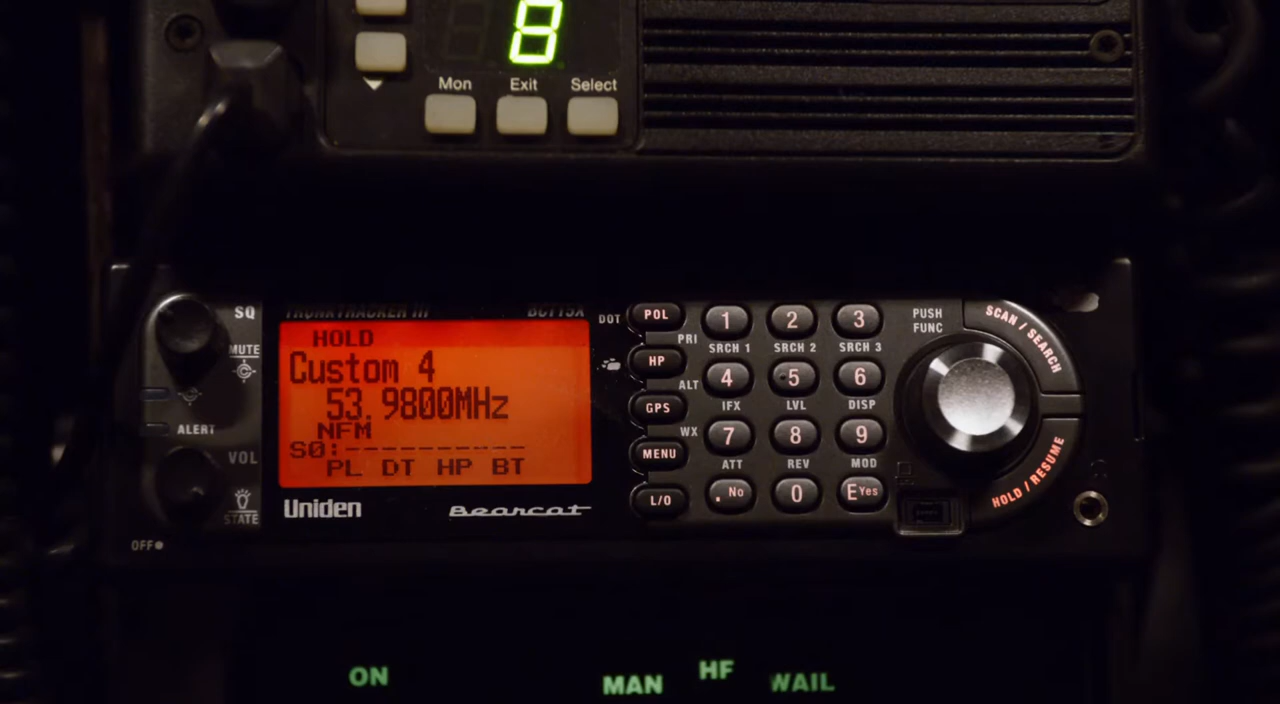 8
Mon Exit Select
SQ
MUTE
ALERT
VOL
STATE
OFF
TRUNKTRACKER III BCT15X
HOLD
Custom 4
53.9800MHz
NFM
S0:----------
PL DT HP BT
Uniden Bearcat
DOT POL 1 2 3
PRI SRCH 1 SRCH 2 SRCH 3
HP 4 5 6
ALT IFX LVL DISP
GPS 7 8 9
WX ATT REV MOD
MENU
L/O . No 0 E Yes
PUSH
FUNC
SCAN / SEARCH
HOLD / RESUME
ON MAN HF WAIL